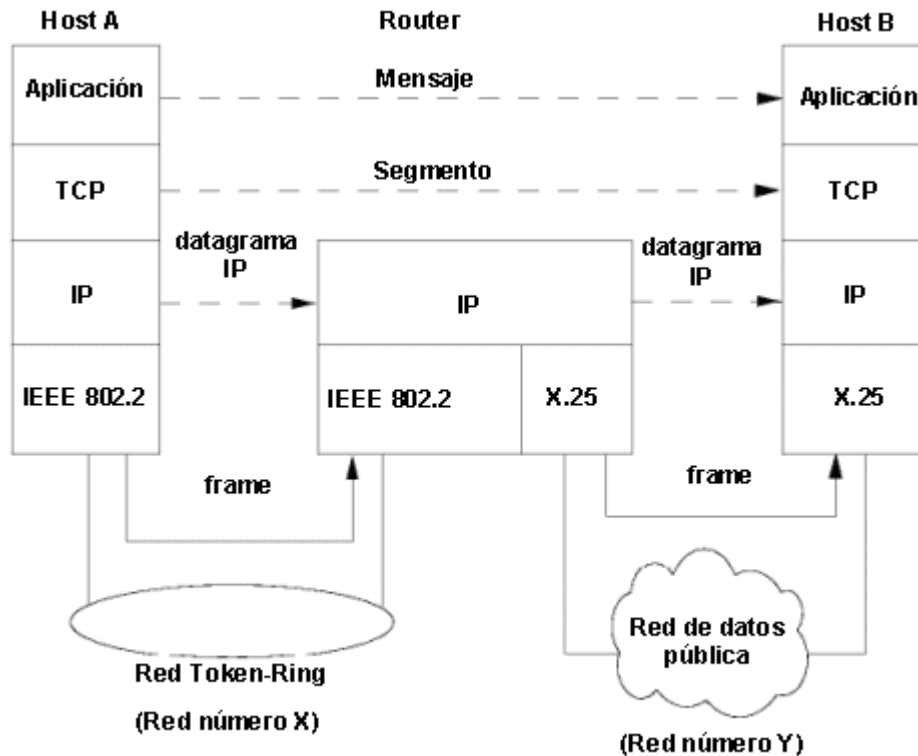 Host A
Router
Host B
Aplicación
Mensaje
Aplicación
TCP
Segmento
TCP
datagrama
IP
datagrama
IP
IP
IP
IP
IEEE 802.2
IEEE 802.2
X.25
X.25
frame
frame
Red Token-Ring
(Red número X)
Red de datos
pública
(Red número Y)